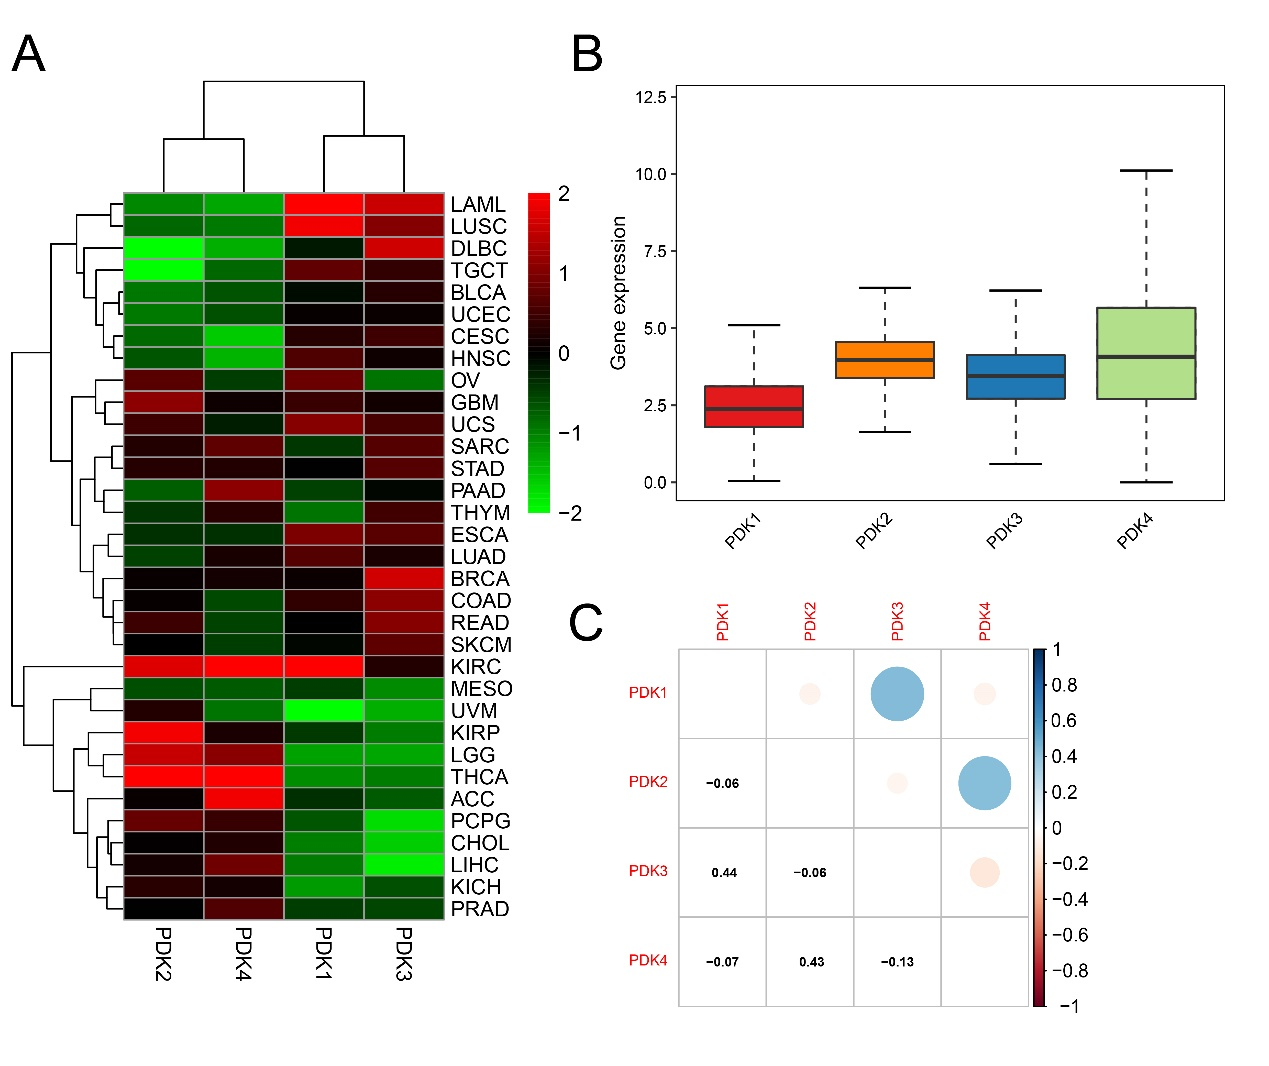 A
LAML
LUSC
DLBC
TGCT
BLCA
UCEC
CESC
HNSC
OV
GBM
UCS
SARC
STAD
PAAD
THYM
ESCA
LUAD
BRCA
COAD
READ
SKCM
KIRC
MESO
UVM
KIRP
LGG
THCA
ACC
PCPG
CHOL
LIHC
KICH
PRAD
PDK2 PDK4 PDK1 PDK3
2
1
0
−1
−2
B
Gene expression
12.5
10.0
7.5
5.0
2.5
0.0
PDK1 PDK2 PDK3 PDK4
C
PDK1 PDK2 PDK3 PDK4
PDK1
PDK2 −0.06
PDK3 0.44 −0.06
PDK4 −0.07 0.43 −0.13
1
0.8
0.6
0.4
0.2
0
−0.2
−0.4
−0.6
−0.8
−1